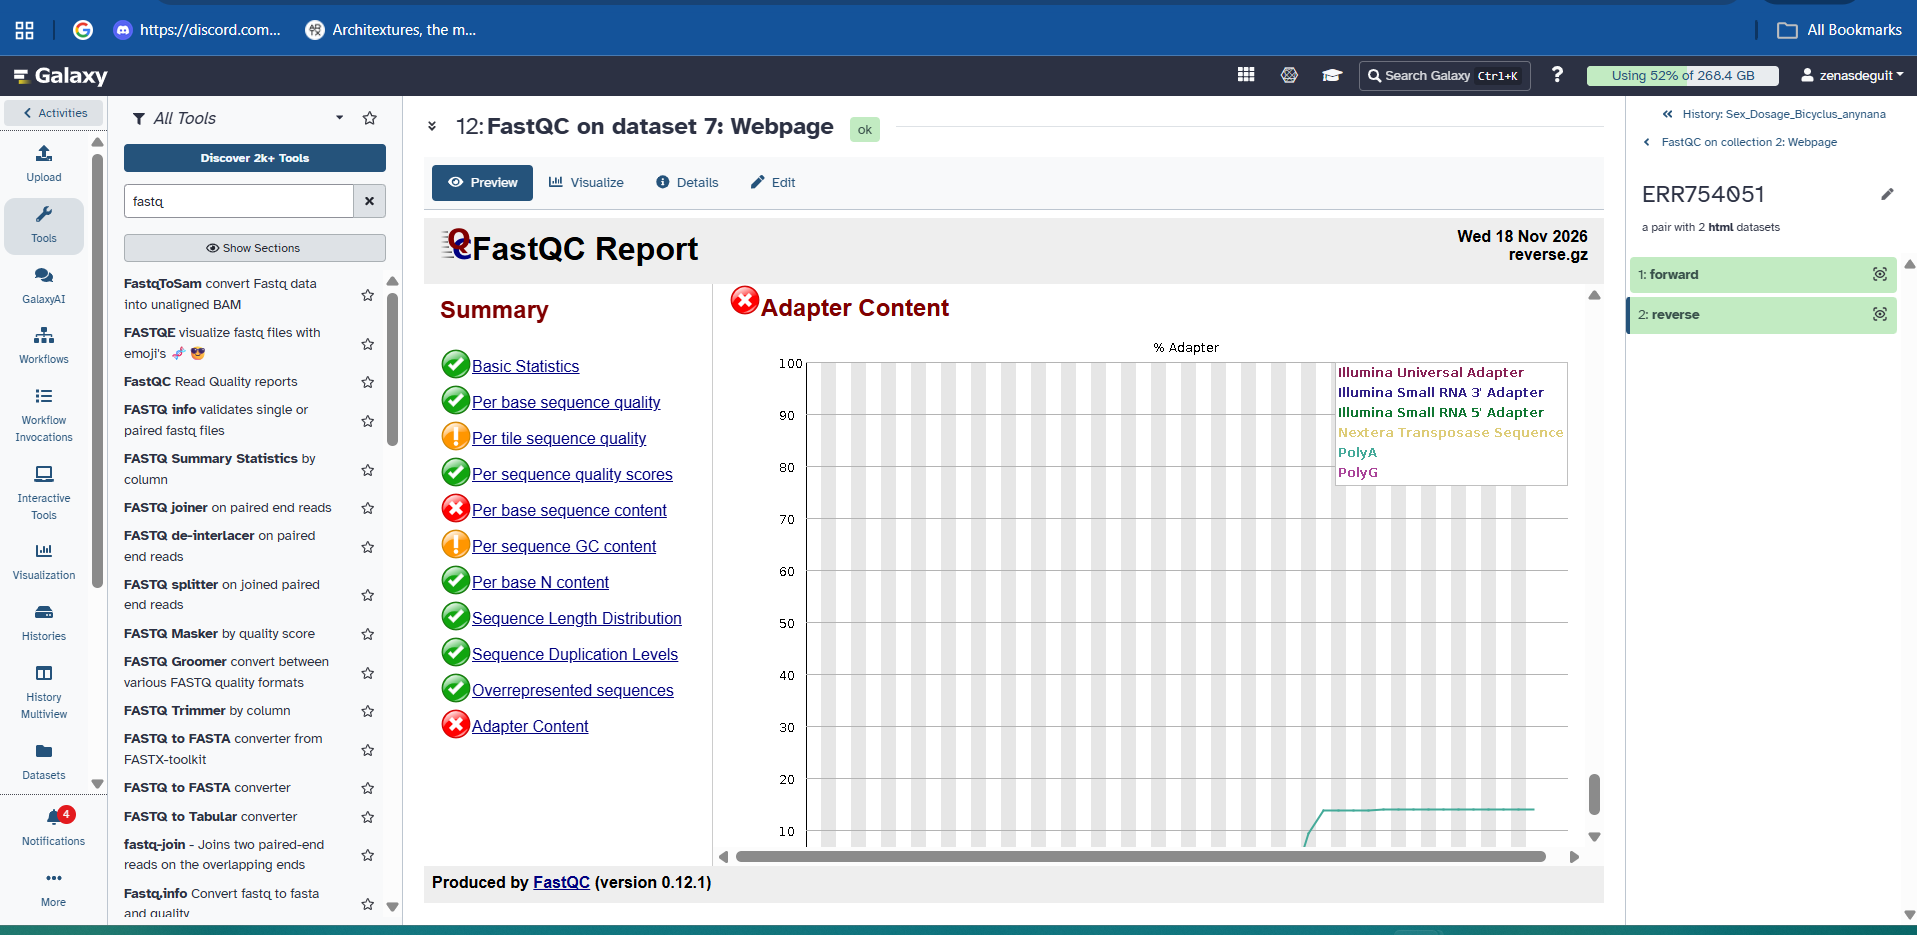 https://discord.com...
Architextures, the m...
All Bookmarks
Galaxy
Search Galaxy Ctrl+K
?
Using 52% of 268.4 GB
zenasdeguit
Activities
Upload
Tools
GalaxyAI
Workflows
Workflow
Invocations
Interactive
Tools
Visualization
Histories
History
Multiview
Datasets
4
Notifications
More
All Tools
Discover 2k+ Tools
fastq
Show Sections
FastqToSam convert Fastq data
into unaligned BAM
FASTQE visualize fastq files with
emoji's 🧬 😎
FastQC Read Quality reports
FASTQ info validates single or
paired fastq files
FASTQ Summary Statistics by
column
FASTQ joiner on paired end reads
FASTQ de-interlacer on paired
end reads
FASTQ splitter on joined paired
end reads
FASTQ Masker by quality score
FASTQ Groomer convert between
various FASTQ quality formats
FASTQ Trimmer by column
FASTQ to FASTA converter from
FASTX-toolkit
FASTQ to FASTA converter
FASTQ to Tabular converter
fastq-join - Joins two paired-end
reads on the overlapping ends
Fastq.info Convert fastq to fasta
and quality
12: FastQC on dataset 7: Webpage
ok
Preview
Visualize
Details
Edit
FastQC Report
Wed 18 Nov 2026
reverse.gz
Summary
Basic Statistics
Per base sequence quality
Per tile sequence quality
Per sequence quality scores
Per base sequence content
Per sequence GC content
Per base N content
Sequence Length Distribution
Sequence Duplication Levels
Overrepresented sequences
Adapter Content
Adapter Content
% Adapter
100
90
80
70
60
50
40
30
20
10
Illumina Universal Adapter
Illumina Small RNA 3' Adapter
Illumina Small RNA 5' Adapter
Nextera Transposase Sequence
PolyA
PolyG
Produced by FastQC (version 0.12.1)
History: Sex_Dosage_Bicyclus_anynana
FastQC on collection 2: Webpage
ERR754051
a pair with 2 html datasets
1: forward
2: reverse